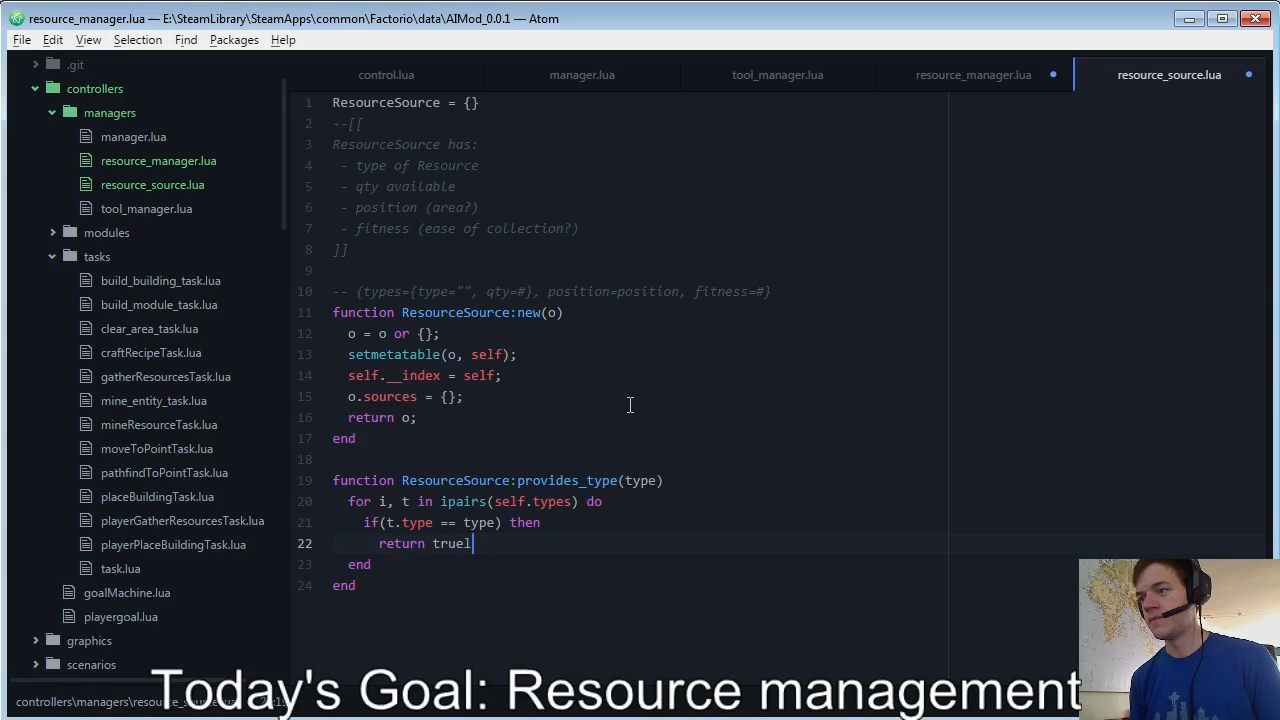 resource_manager.lua — E:\SteamLibrary\SteamApps\common\Factorio\data\AIMod_0.0.1 — Atom
File Edit View Selection Find Packages Help
.git
controllers
managers
manager.lua
resource_manager.lua
resource_source.lua
tool_manager.lua
modules
tasks
build_building_task.lua
build_module_task.lua
clear_area_task.lua
craftRecipeTask.lua
gatherResourcesTask.lua
mine_entity_task.lua
mineResourceTask.lua
moveToPointTask.lua
pathfindToPointTask.lua
placeBuildingTask.lua
playerGatherResourcesTask.lua
playerPlaceBuildingTask.lua
task.lua
goalMachine.lua
playergoal.lua
graphics
scenarios
control.lua manager.lua tool_manager.lua resource_manager.lua resource_source.lua
1 ResourceSource = {}
2 --[[
3 ResourceSource has:
4 - type of Resource
5 - qty available
6 - position (area?)
7 - fitness (ease of collection?)
8 ]]
9
10 -- {types={type="", qty=#}, position=position, fitness=#}
11 function ResourceSource:new(o)
12 o = o or {};
13 setmetatable(o, self);
14 self.__index = self;
15 o.sources = {};
16 return o;
17 end
18
19 function ResourceSource:provides_type(type)
20 for i, t in ipairs(self.types) do
21 if(t.type == type) then
22 return truel
23 end
24 end
Today's Goal: Resource management